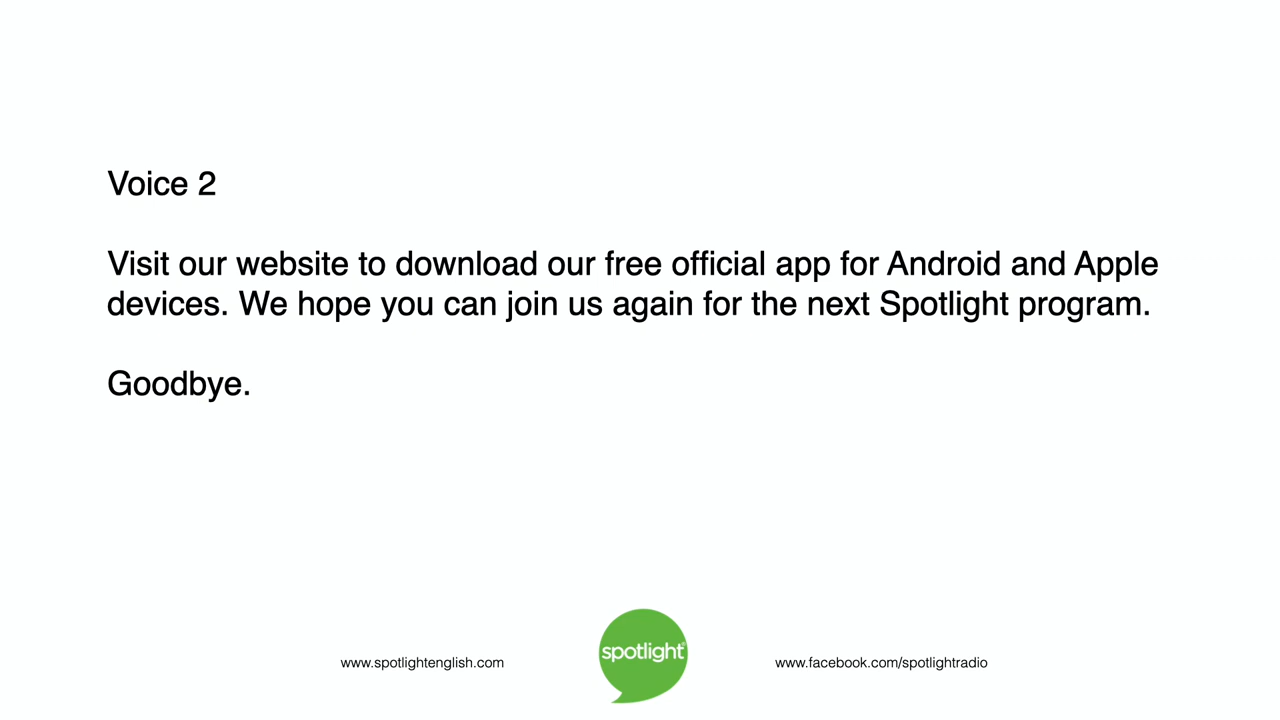 Voice 2
Visit our website to download our free official app for Android and Apple
devices. We hope you can join us again for the next Spotlight program.
Goodbye.
www.spotlightenglish.com
spotlight®
www.facebook.com/spotlightradio